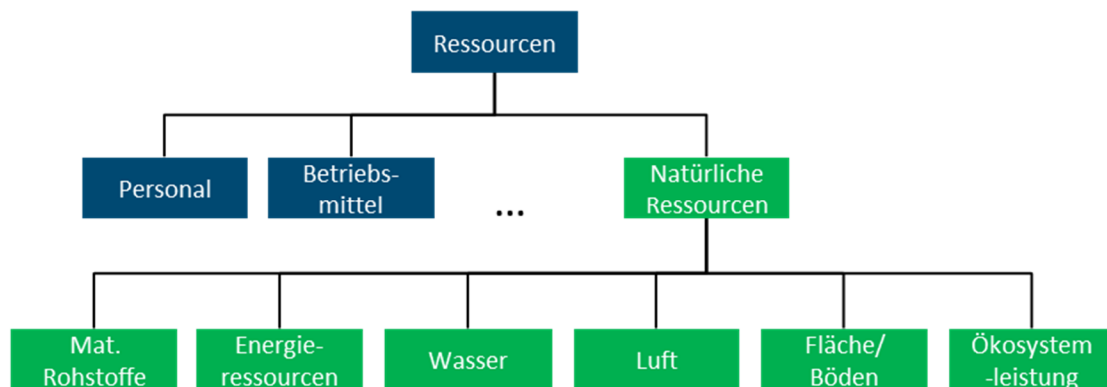 Ressourcen
Personal
Betriebs-
mittel
...
Natürliche
Ressourcen
Mat.
Rohstoffe
Energie-
ressourcen
Wasser
Luft
Fläche/
Böden
Ökosystem
-leistung